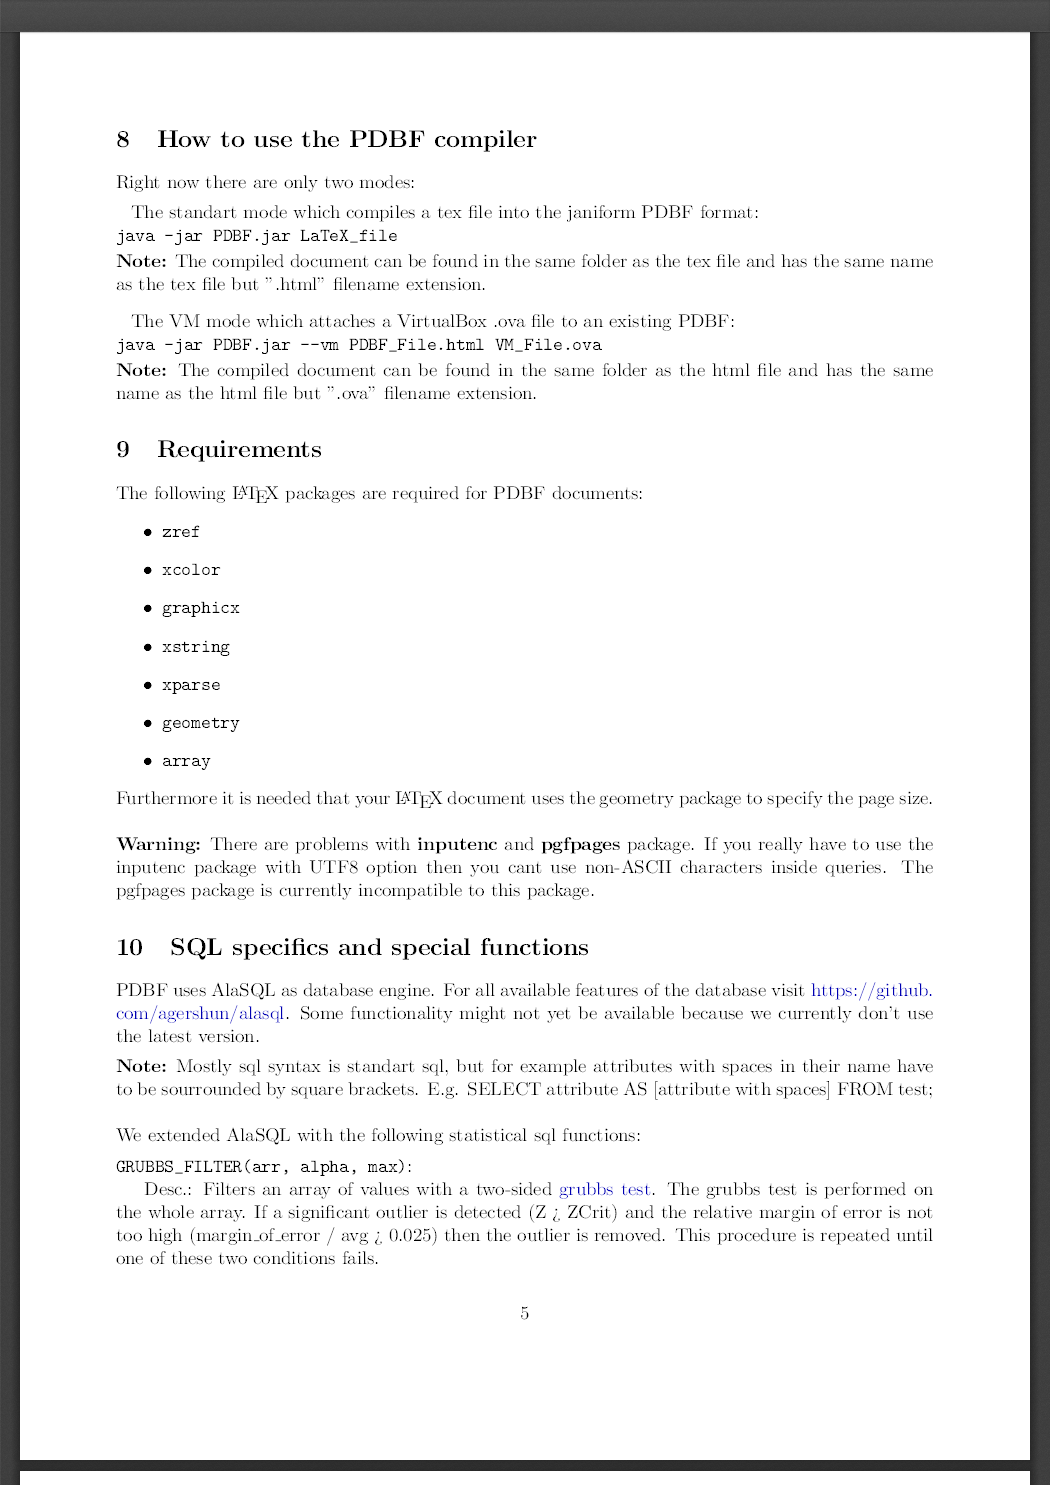 8 How to use the PDBF compiler
Right now there are only two modes:
The standart mode which compiles a tex file into the janiform PDBF format:
java -jar PDBF.jar LaTeX_file
Note: The compiled document can be found in the same folder as the tex file and has the same name
as the tex file but ”.html” filename extension.
The VM mode which attaches a VirtualBox .ova file to an existing PDBF:
java -jar PDBF.jar --vm PDBF_File.html VM_File.ova
Note: The compiled document can be found in the same folder as the html file and has the same
name as the html file but ”.ova” filename extension.
9 Requirements
The following LATEX packages are required for PDBF documents:
• zref
• xcolor
• graphicx
• xstring
• xparse
• geometry
• array
Furthermore it is needed that your LATEX document uses the geometry package to specify the page size.
Warning: There are problems with inputenc and pgfpages package. If you really have to use the
inputenc package with UTF8 option then you cant use non-ASCII characters inside queries. The
pgfpages package is currently incompatible to this package.
10 SQL specifics and special functions
PDBF uses AlaSQL as database engine. For all available features of the database visit https://github.
com/agershun/alasql. Some functionality might not yet be available because we currently don't use
the latest version.
Note: Mostly sql syntax is standart sql, but for example attributes with spaces in their name have
to be sourrounded by square brackets. E.g. SELECT attribute AS [attribute with spaces] FROM test;
We extended AlaSQL with the following statistical sql functions:
GRUBBS_FILTER(arr, alpha, max):
Desc.: Filters an array of values with a two-sided grubbs test. The grubbs test is performed on
the whole array. If a significant outlier is detected (Z ¿ ZCrit) and the relative margin of error is not
too high (margin_of_error / avg ¿ 0.025) then the outlier is removed. This procedure is repeated until
one of these two conditions fails.
5